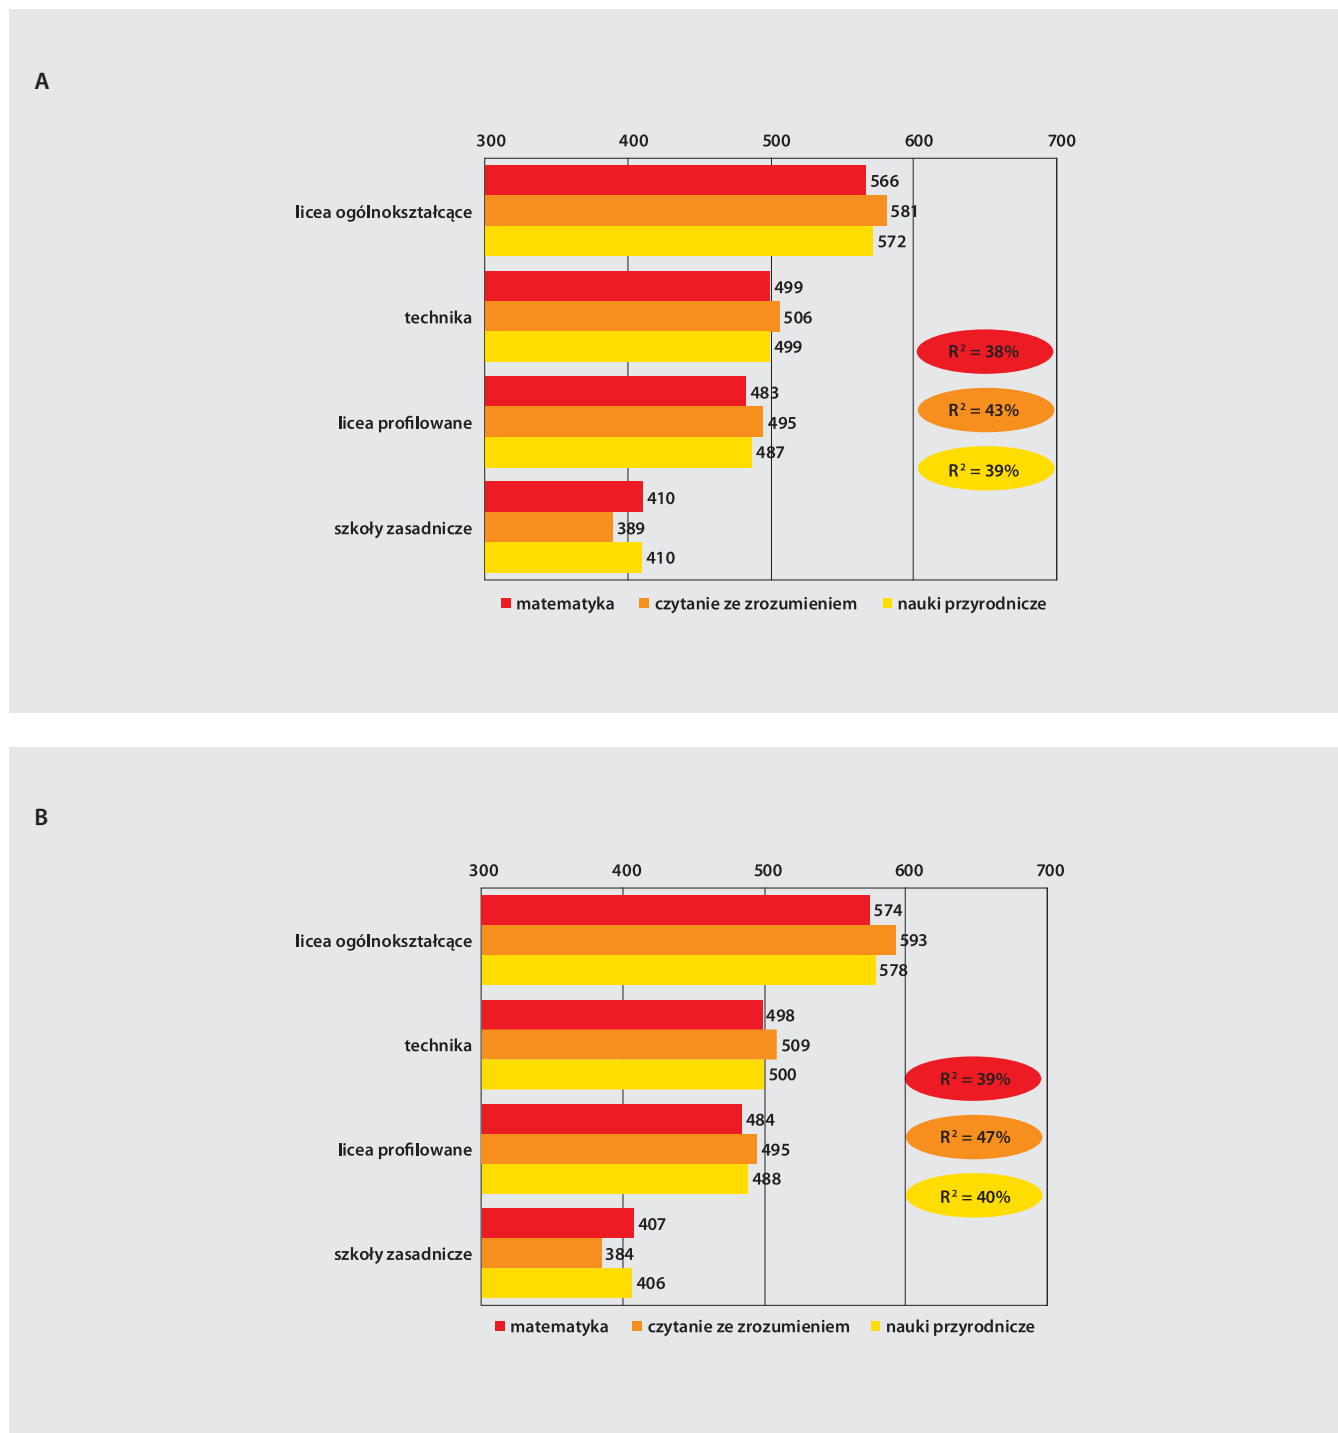 A
300 400 500 600 700
566
licea ogólnokształcące 581
572
499
technika 506
499
R² = 38%
483
R² = 43%
licea profilowane 495
487
R² = 39%
410
szkoły zasadnicze 389
410
matematyka czytanie ze zrozumieniem nauki przyrodnicze
B
300 400 500 600 700
574
licea ogólnokształcące 593
578
498
technika 509
500
R² = 39%
484
R² = 47%
licea profilowane 495
488
R² = 40%
407
szkoły zasadnicze 384
406
matematyka czytanie ze zrozumieniem nauki przyrodnicze